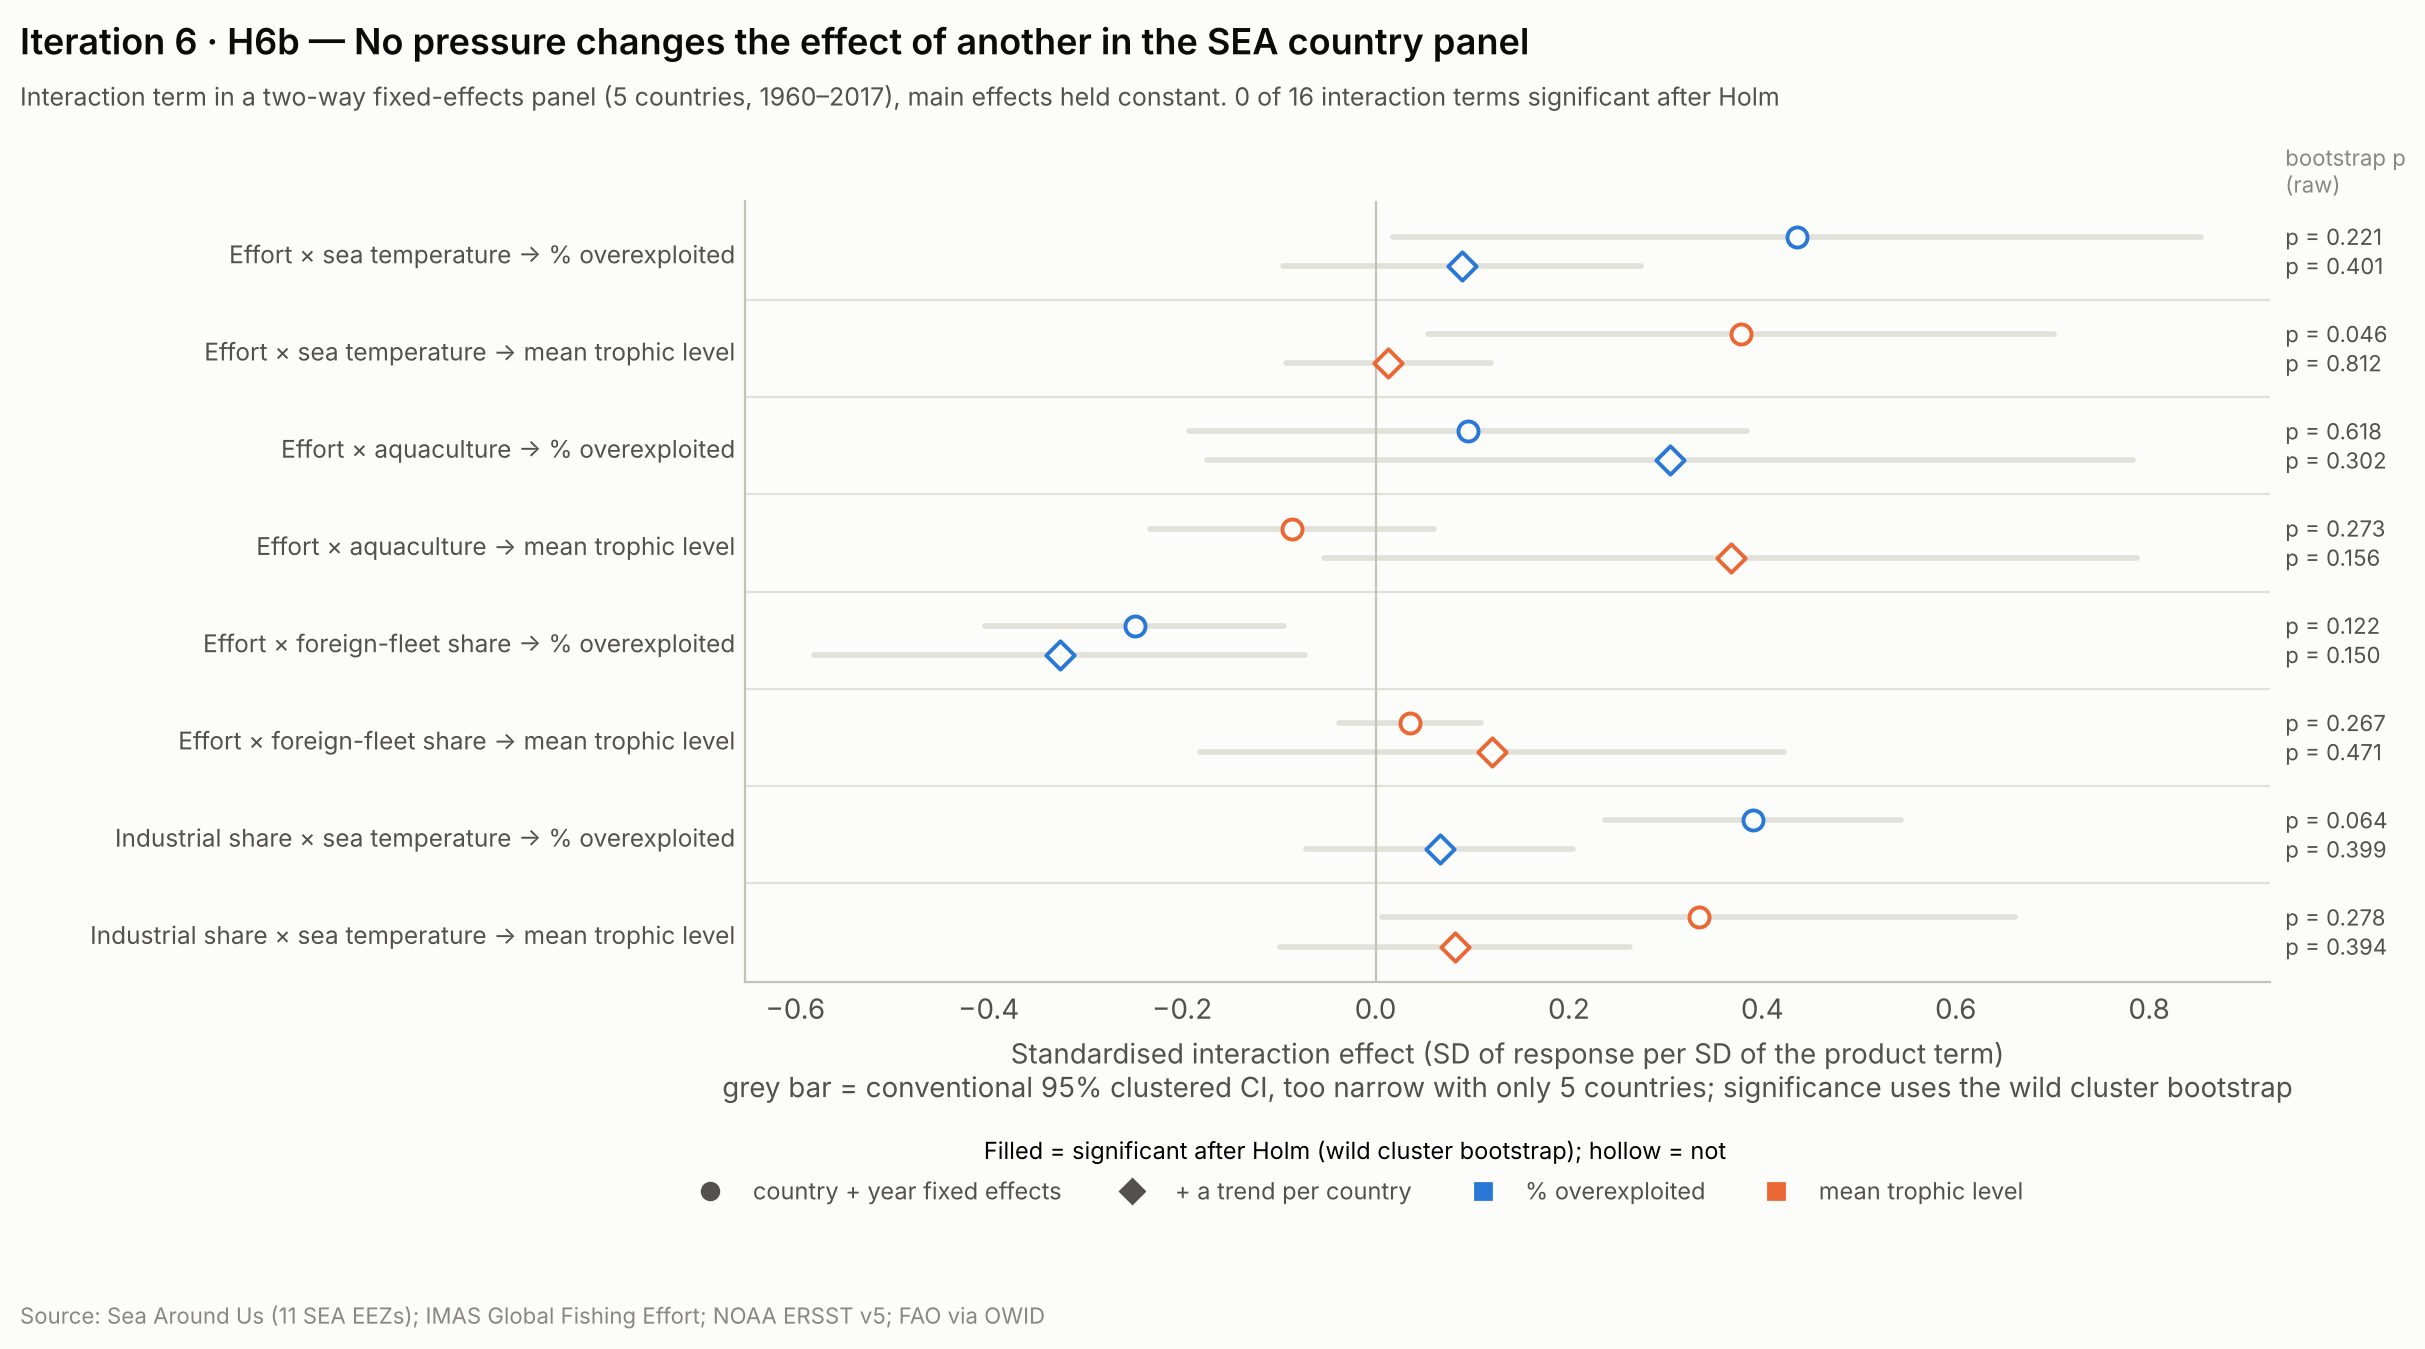 Iteration 6 · H6b — No pressure changes the effect of another in the SEA country panel
Interaction term in a two-way fixed-effects panel (5 countries, 1960–2017), main effects held constant. 0 of 16 interaction terms significant after Holm
bootstrap p
(raw)
Effort × sea temperature → % overexploited
p = 0.221
p = 0.401
Effort × sea temperature → mean trophic level
p = 0.046
p = 0.812
Effort × aquaculture → % overexploited
p = 0.618
p = 0.302
Effort × aquaculture → mean trophic level
p = 0.273
p = 0.156
Effort × foreign-fleet share → % overexploited
p = 0.122
p = 0.150
Effort × foreign-fleet share → mean trophic level
p = 0.267
p = 0.471
Industrial share × sea temperature → % overexploited
p = 0.064
p = 0.399
Industrial share × sea temperature → mean trophic level
p = 0.278
p = 0.394
−0.6 −0.4 −0.2 0.0 0.2 0.4 0.6 0.8
Standardised interaction effect (SD of response per SD of the product term)
grey bar = conventional 95% clustered CI, too narrow with only 5 countries; significance uses the wild cluster bootstrap
Filled = significant after Holm (wild cluster bootstrap); hollow = not
country + year fixed effects + a trend per country % overexploited mean trophic level
Source: Sea Around Us (11 SEA EEZs); IMAS Global Fishing Effort; NOAA ERSST v5; FAO via OWID